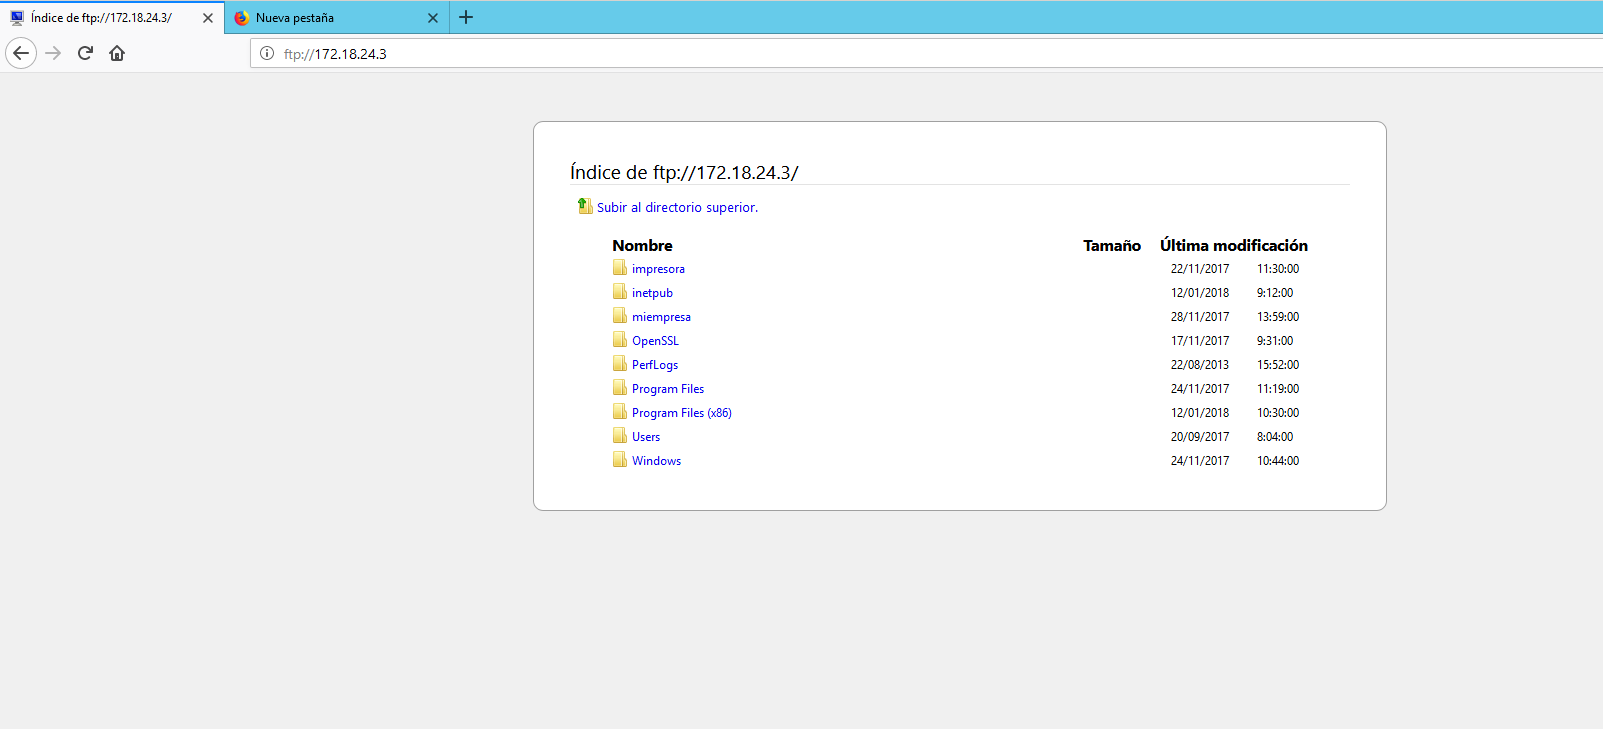 Índice de ftp://172.18.24.3/
Nueva pestaña
ftp://172.18.24.3
Índice de ftp://172.18.24.3/
Subir al directorio superior.
Nombre Tamaño Última modificación
impresora 22/11/2017 11:30:00
inetpub 12/01/2018 9:12:00
miempresa 28/11/2017 13:59:00
OpenSSL 17/11/2017 9:31:00
PerfLogs 22/08/2013 15:52:00
Program Files 24/11/2017 11:19:00
Program Files (x86) 12/01/2018 10:30:00
Users 20/09/2017 8:04:00
Windows 24/11/2017 10:44:00